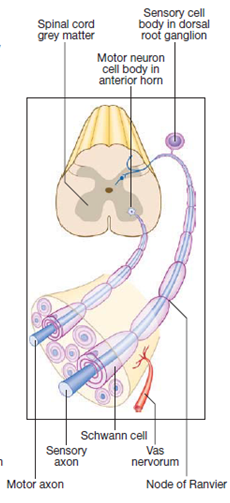 Sensory cell
body in dorsal
root ganglion
Spinal cord
grey matter
Motor neuron
cell body in
anterior horn
Schwann cell
Sensory
axon
Vas
nervorum
n
Motor axon
Node of Ranvier